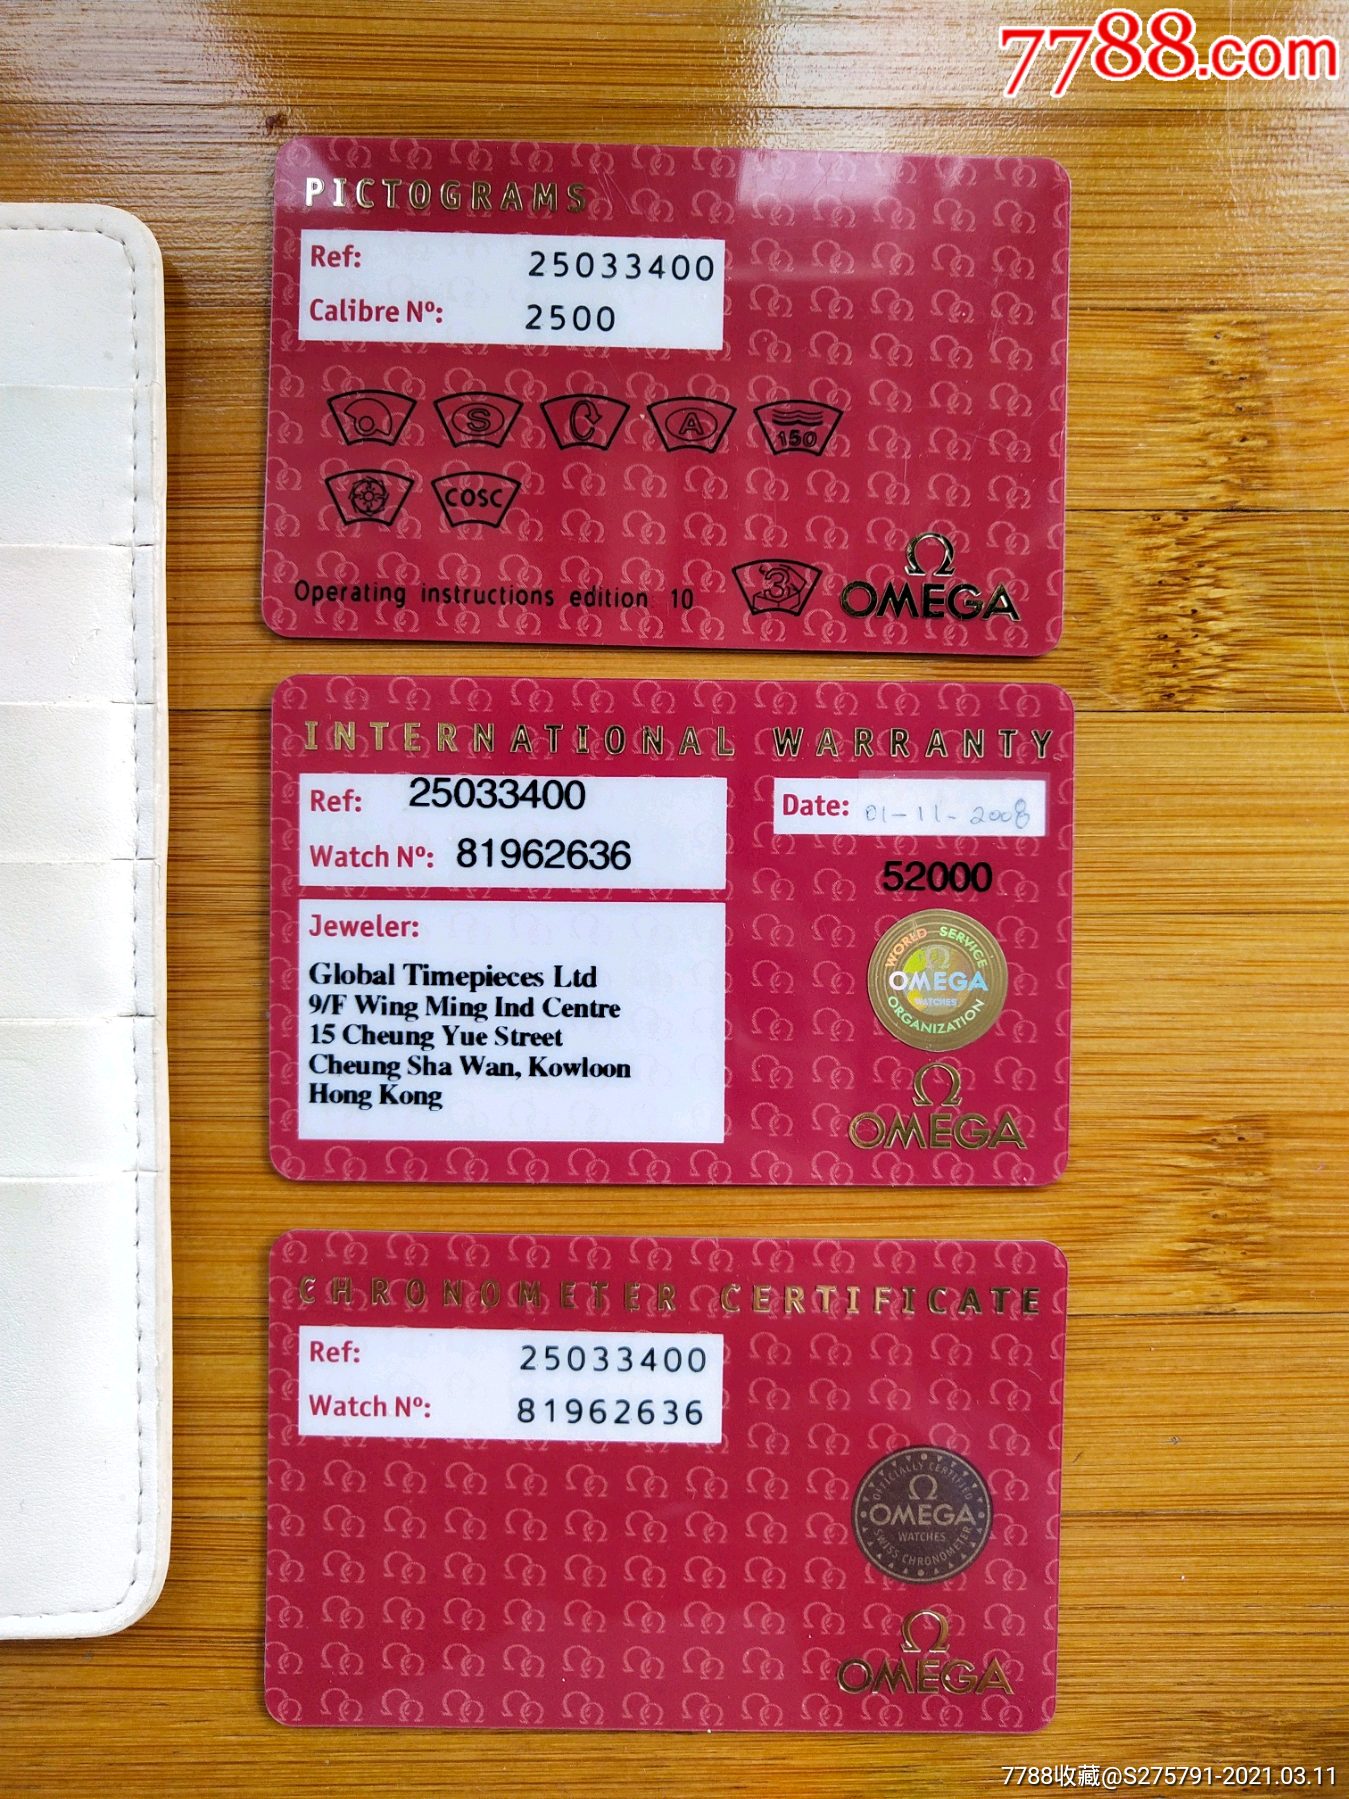 7788.com
PICTOGRAMS
Ref: 25033400
Calibre Nº: 2500
S C A 150
COSC
Operating instructions edition 10
3
Ω
OMEGA
INTERNATIONAL WARRANTY
Ref: 25033400
Watch Nº: 81962636
Date: 01-11-2008
52000
Jeweler:
Global Timepieces Ltd
9/F Wing Ming Ind Centre
15 Cheung Yue Street
Cheung Sha Wan, Kowloon
Hong Kong
WORLD SERVICE
Ω
OMEGA
WATCHES
ORGANIZATION
Ω
OMEGA
CHRONOMETER CERTIFICATE
Ref: 25033400
Watch Nº: 81962636
OFFICIALLY CERTIFIED
Ω
OMEGA
WATCHES
SWISS CHRONOMETER
Ω
OMEGA
7788收藏@S275791-2021.03.11